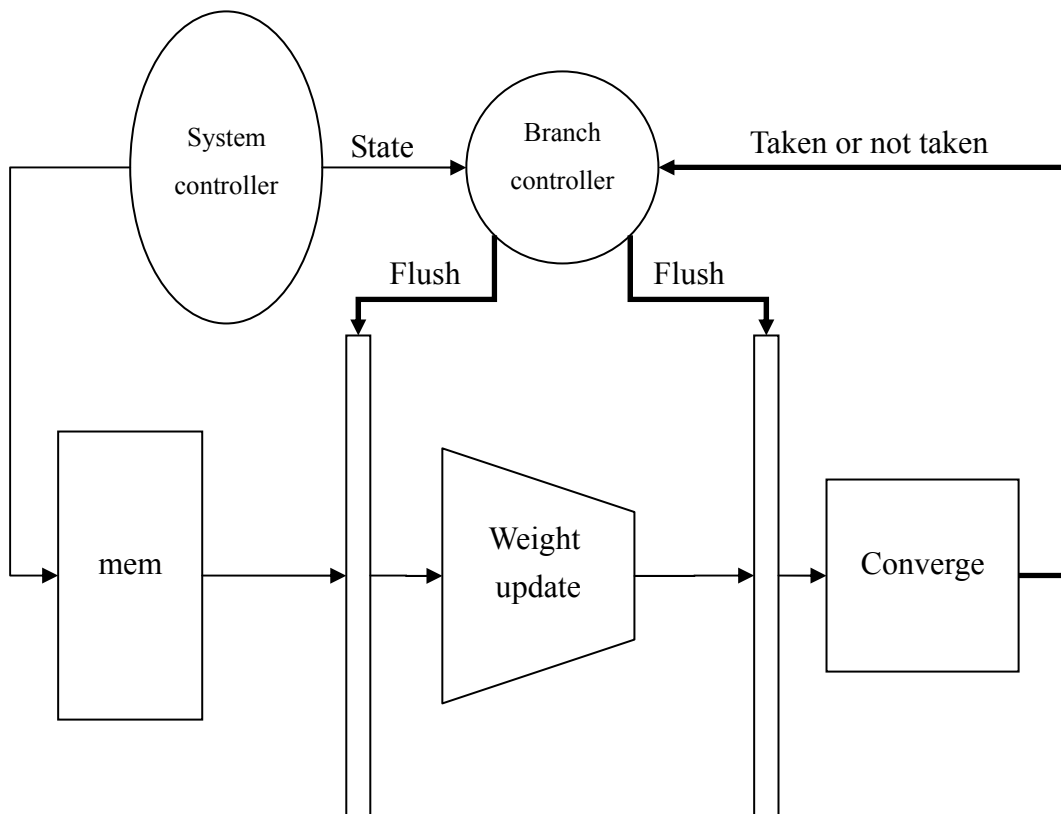 System
controller
State
Branch
controller
Taken or not taken
Flush
Flush
mem
Weight
update
Converge